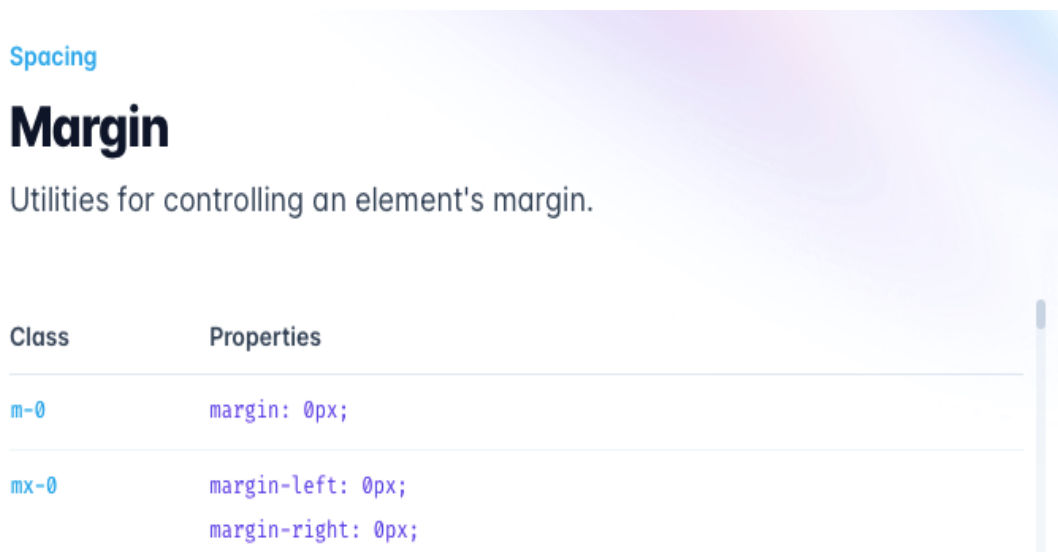 Spacing
Margin
Utilities for controlling an element's margin.
Class Properties
m-0 margin: 0px;
mx-0 margin-left: 0px;
margin-right: 0px;